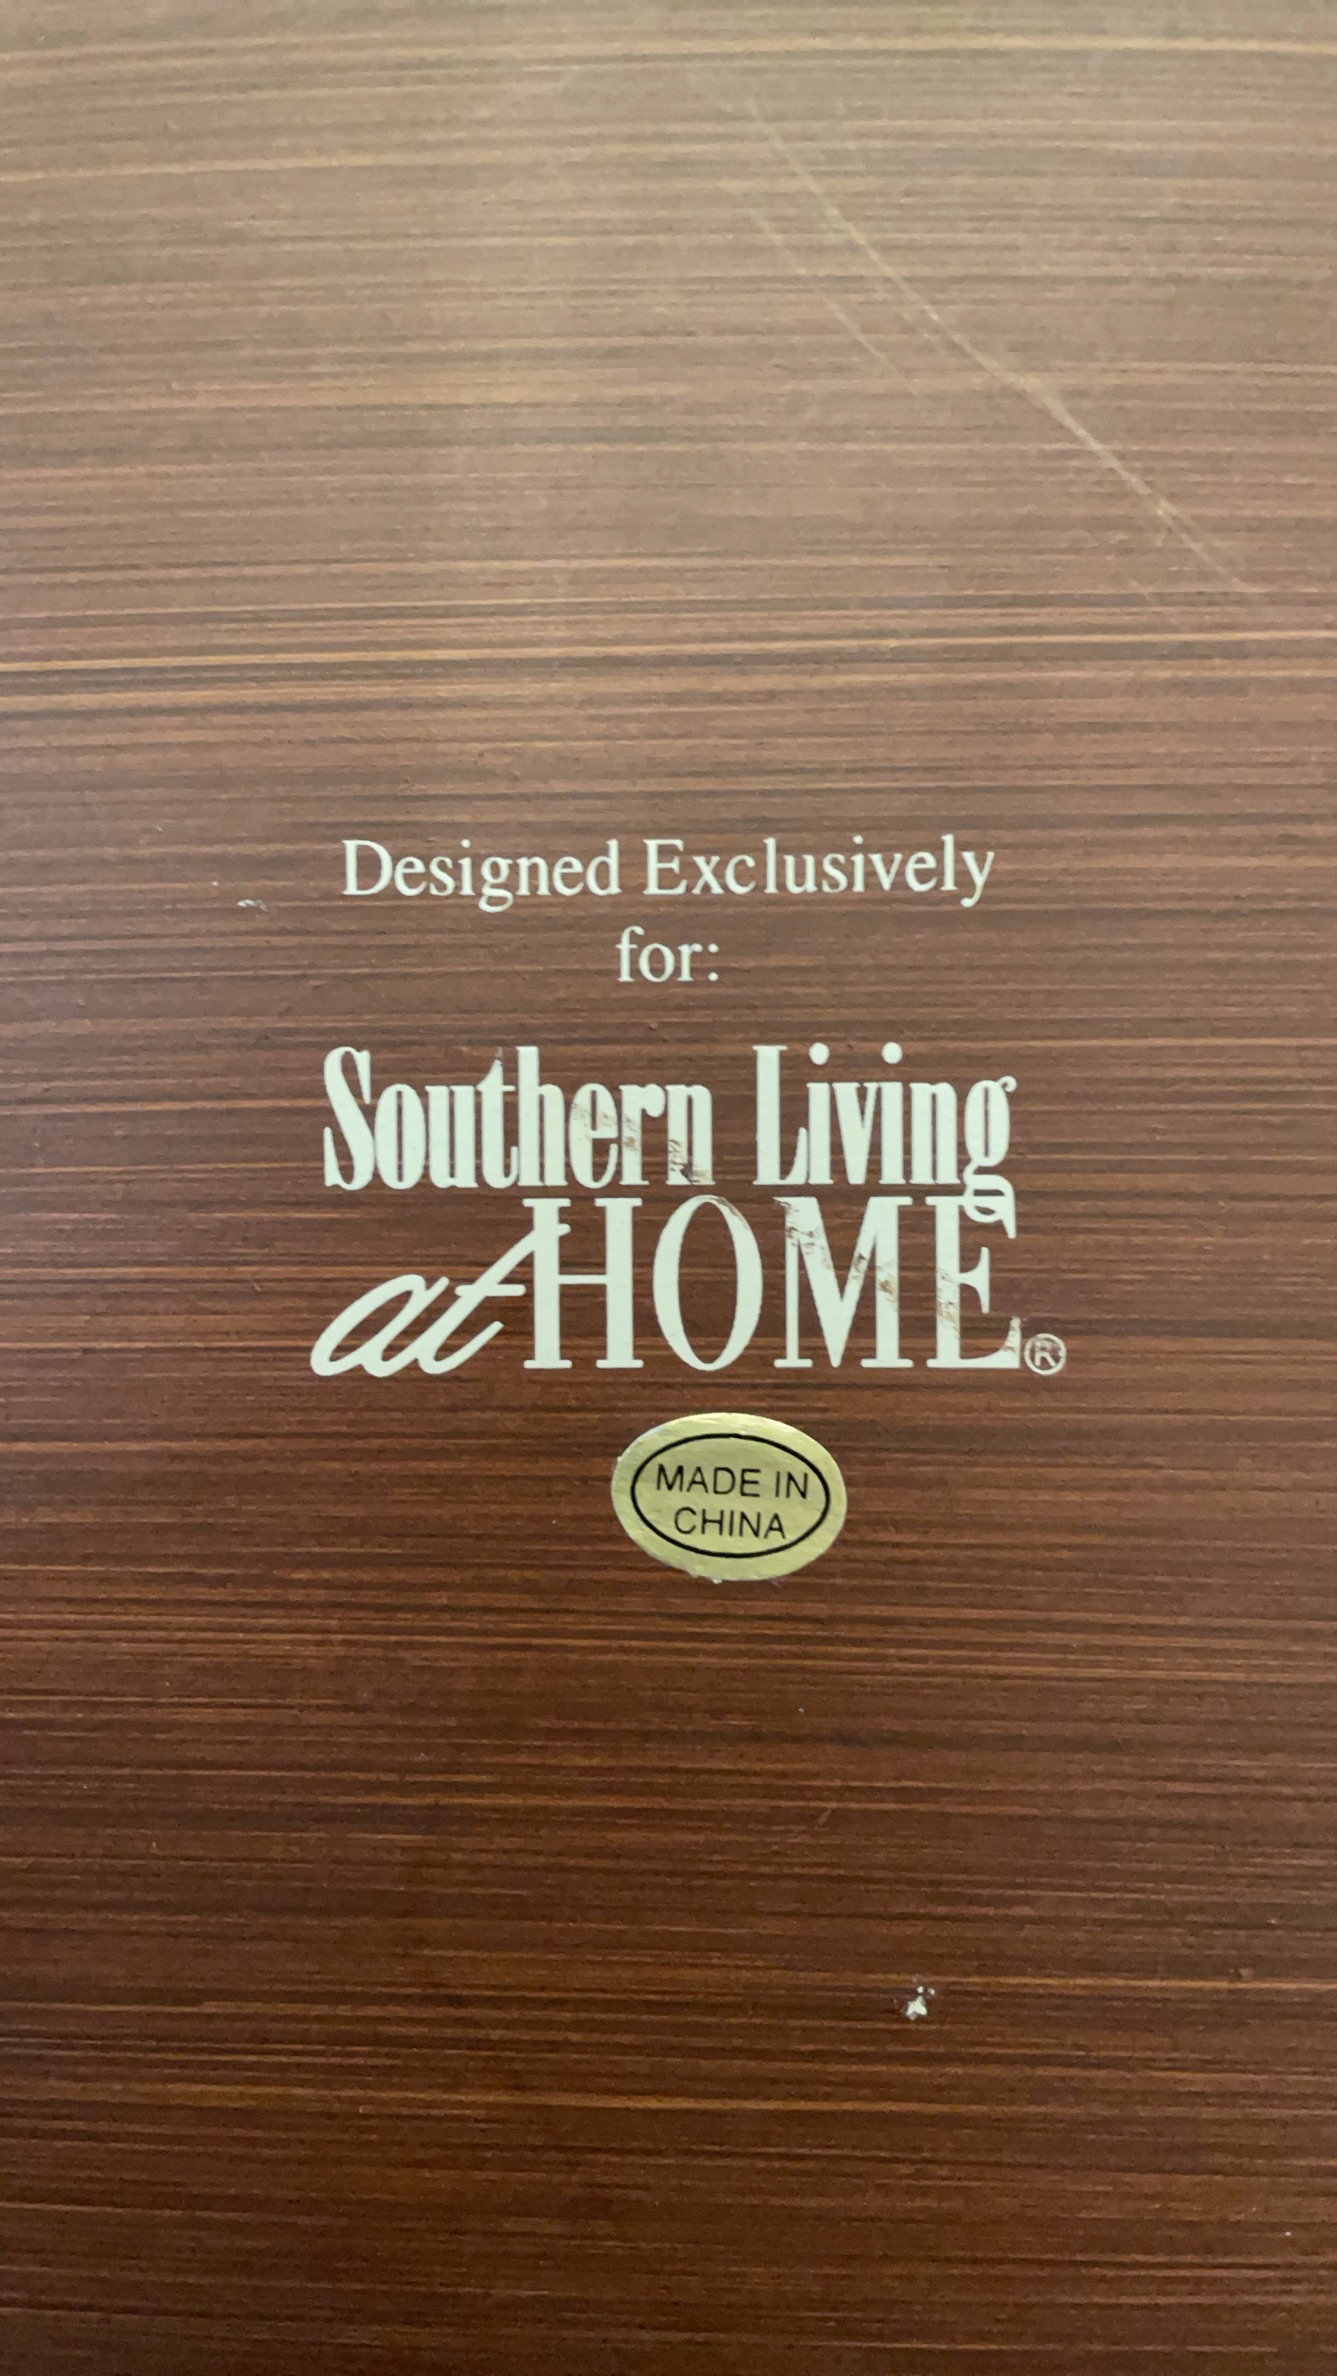 Designed Exclusively
for:
Southern Living
at HOME®
MADE IN
CHINA